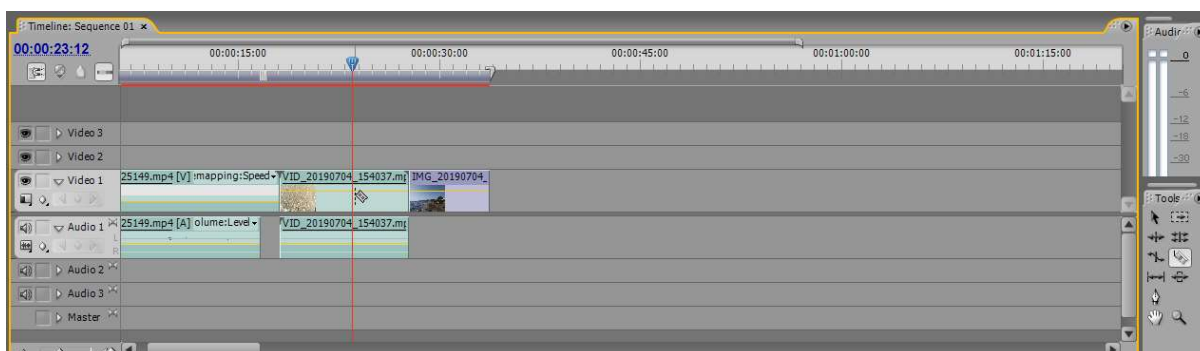 Timeline: Sequence 01 ×
00:00:23:12
00:00:15:00 00:00:30:00 00:00:45:00 00:01:00:00 00:01:15:00
Video 3
Video 2
Video 1
25149.mp4 [V] :mapping:Speed
VID_20190704_154037.m
IMG_20190704_
Audio 1
L
R
25149.mp4 [A] olume:Level
VID_20190704_154037.m
Audio 2
Audio 3
Master
Audir
0
-6
-12
-18
-30
Tools